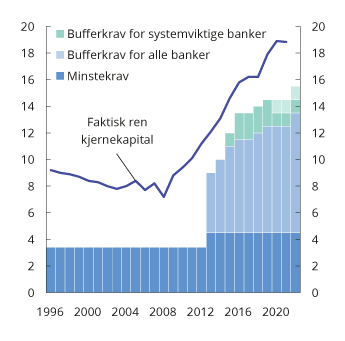 20 20
Bufferkrav for systemviktige banker
18 18
Bufferkrav for alle banker
16 16
Minstekrav
14 14
Faktisk ren
12 12
kjernekapital
10 10
8 8
6 6
4 4
2 2
0 0
1996 2000 2004 2008 2012 2016 2020